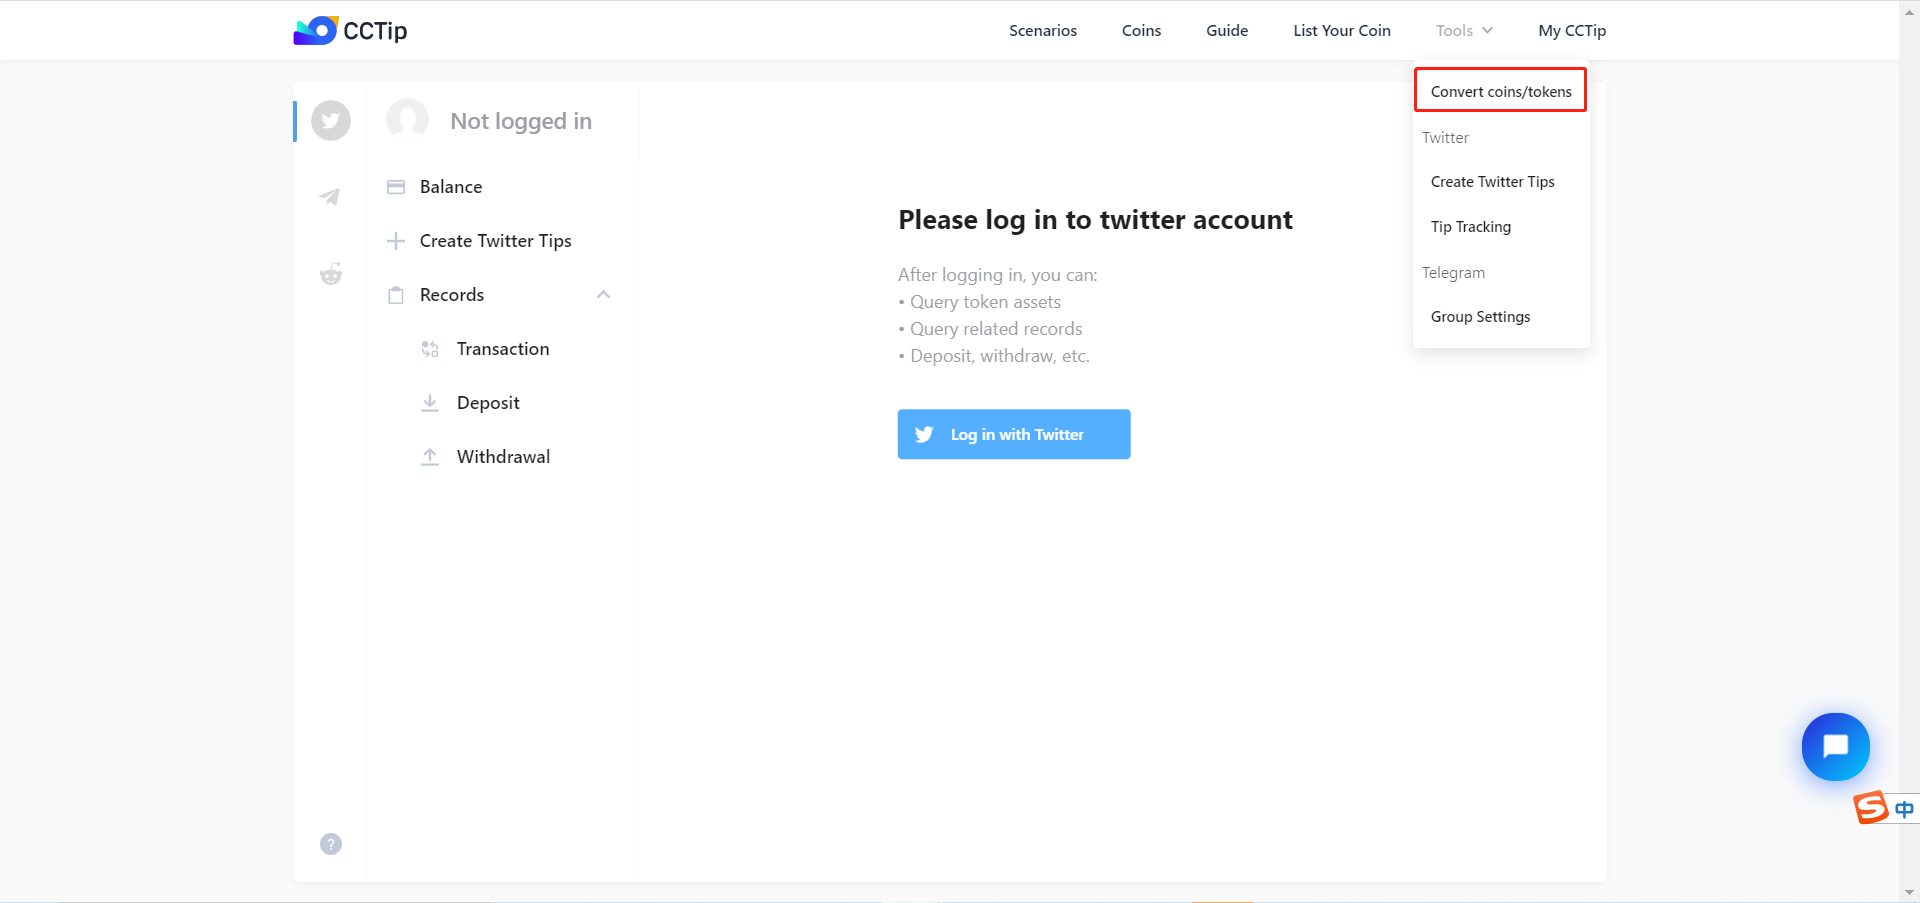 CCTip
Scenarios
Coins
Guide
List Your Coin
Tools
My CCTip
Convert coins/tokens
Twitter
Create Twitter Tips
Tip Tracking
Telegram
Group Settings
Not logged in
Balance
Create Twitter Tips
Records
Transaction
Deposit
Withdrawal
Please log in to twitter account
After logging in, you can:
• Query token assets
• Query related records
• Deposit, withdraw, etc.
Log in with Twitter
?
S 中